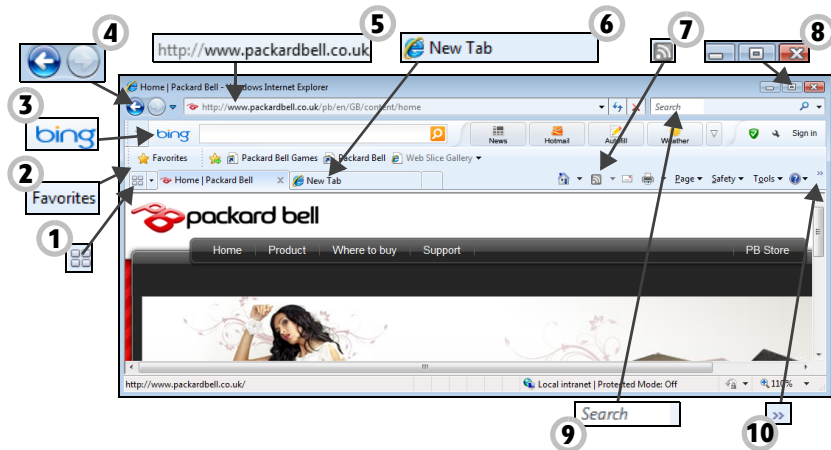 4
5
6
7
8
http://www.packardbell.co.uk
New Tab
Home | Packard Bell - Windows Internet Explorer
3
http://www.packardbell.co.uk/pb/en/GB/content/home
Search
bing
bing
News
Hotmail
Autofill
Weather
Sign in
Favorites
Packard Bell Games
Packard Bell
Web Slice Gallery
2
Favorites
Home | Packard Bell
x
New Tab
Page
Safety
Tools
»
1
packard bell
Home
Product
Where to buy
Support
PB Store
http://www.packardbell.co.uk/
Local intranet | Protected Mode: Off
110%
Search
»
9
10